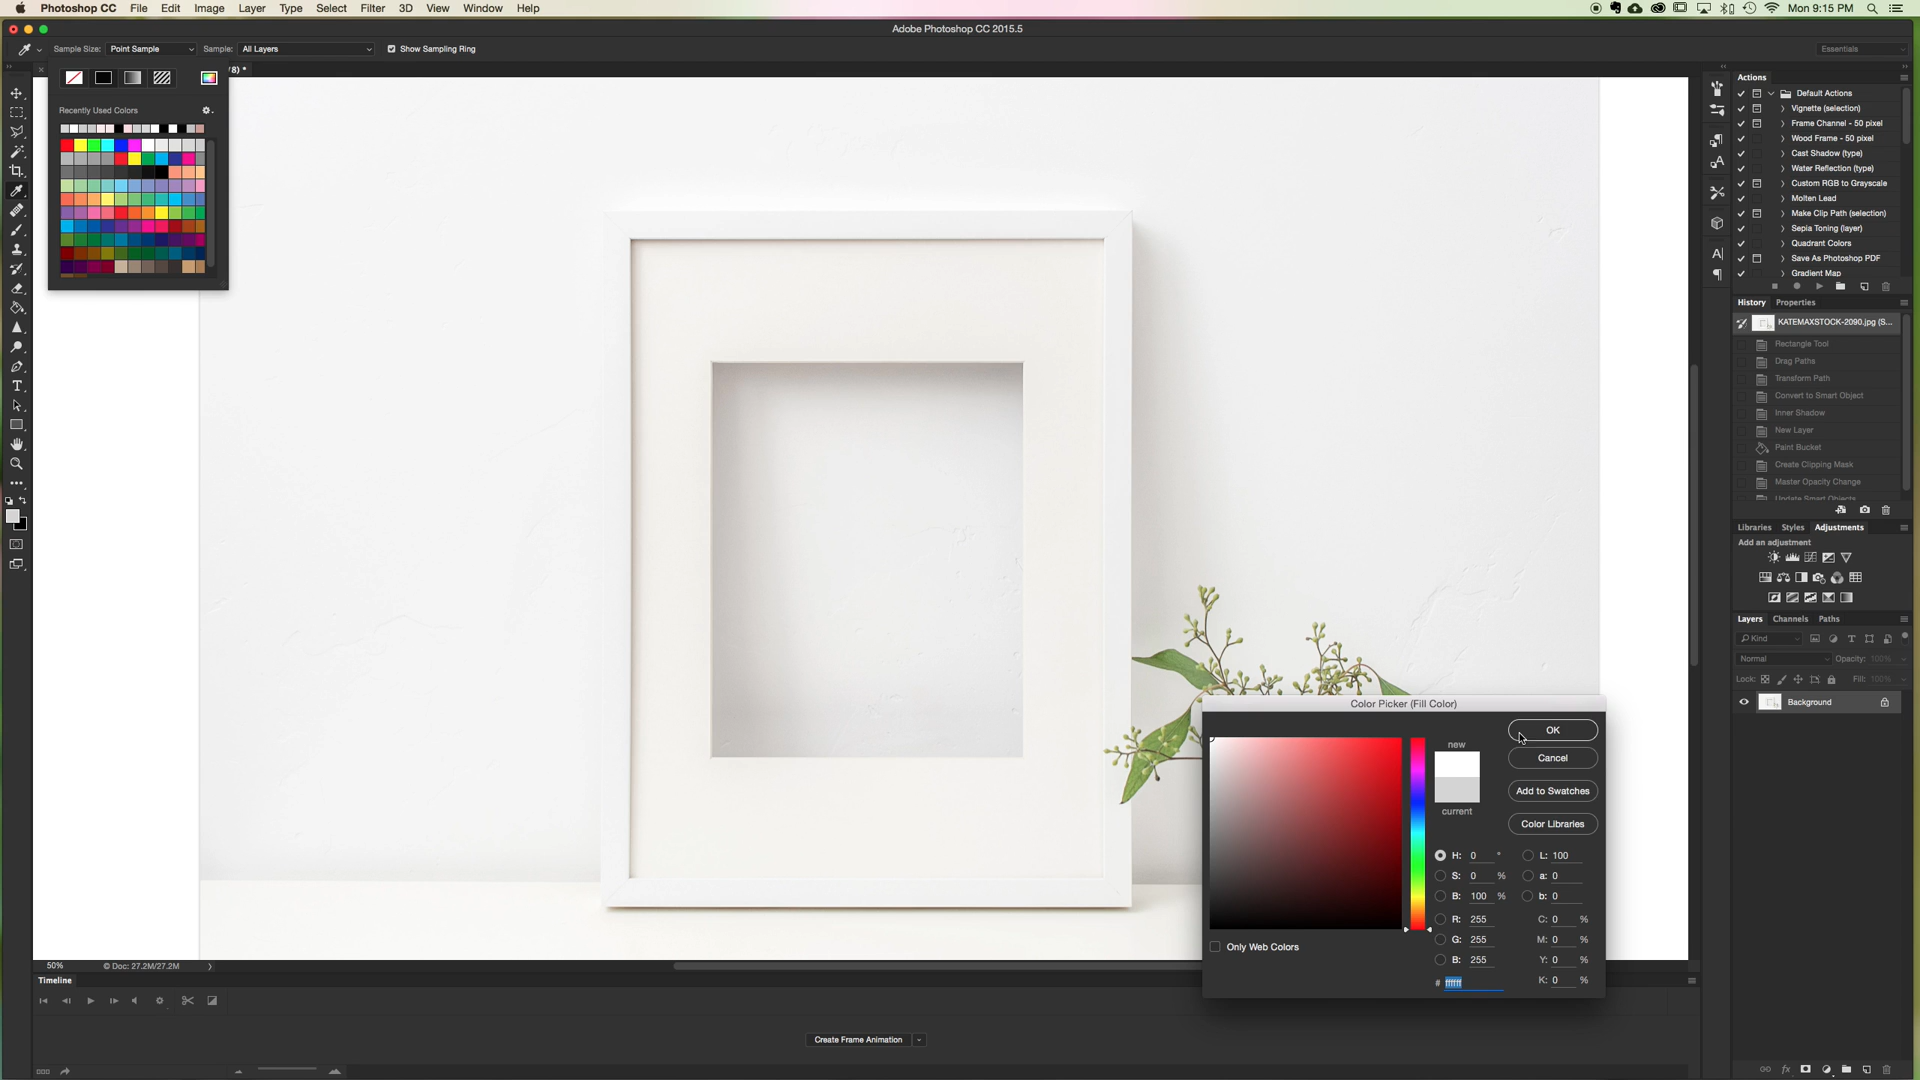 Photoshop CC File Edit Image Layer Type Select Filter 3D View Window Help Mon 9:15 PM
Adobe Photoshop CC 2015.5
Sample Size: Point Sample Sample: All Layers Show Sampling Ring Essentials
/8) *
Recently Used Colors
Actions
Default Actions
Vignette (selection)
Frame Channel - 50 pixel
Wood Frame - 50 pixel
Cast Shadow (type)
Water Reflection (type)
Custom RGB to Grayscale
Molten Lead
Make Clip Path (selection)
Sepia Toning (layer)
Quadrant Colors
Save As Photoshop PDF
Gradient Map
History Properties
KATEMAXSTOCK-2090.jpg (S...
Rectangle Tool
Drag Paths
Transform Path
Convert to Smart Object
Inner Shadow
New Layer
Paint Bucket
Create Clipping Mask
Master Opacity Change
Update Smart Objects
Libraries Styles Adjustments
Add an adjustment
Layers Channels Paths
Kind
Normal Opacity: 100%
Lock: Fill: 100%
Background
Color Picker (Fill Color)
new
current
OK
Cancel
Add to Swatches
Color Libraries
H: 0 ° L: 100
S: 0 % a: 0
B: 100 % b: 0
R: 255 C: 0 %
G: 255 M: 0 %
B: 255 Y: 0 %
# ffffff K: 0 %
Only Web Colors
50% Doc: 27.2M/27.2M
Timeline
Create Frame Animation